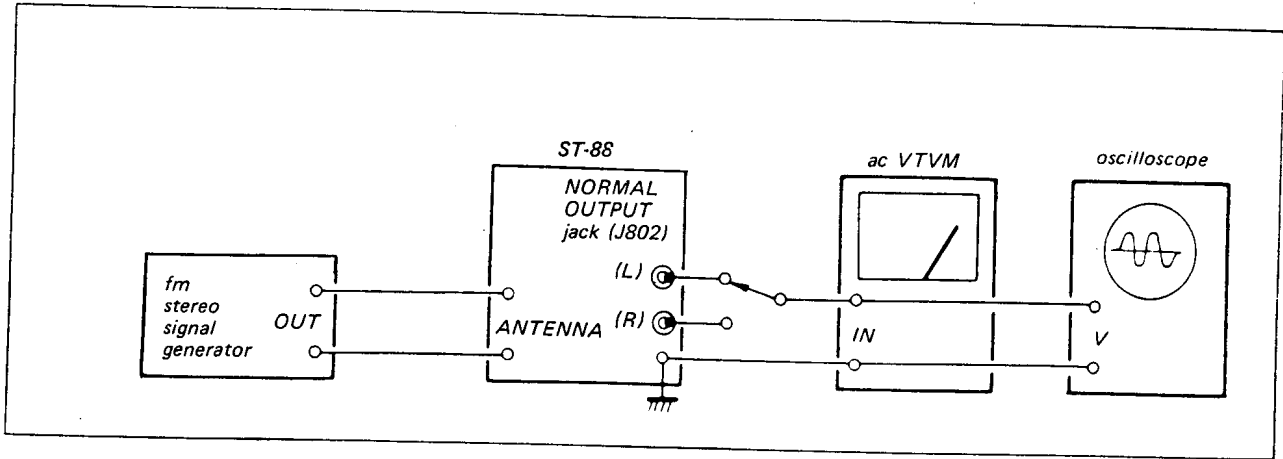 ST-88
NORMAL
OUTPUT
jack (J802)
(L)
(R)
ANTENNA
fm
stereo
signal
generator
OUT
ac VTVM
IN
oscilloscope
V